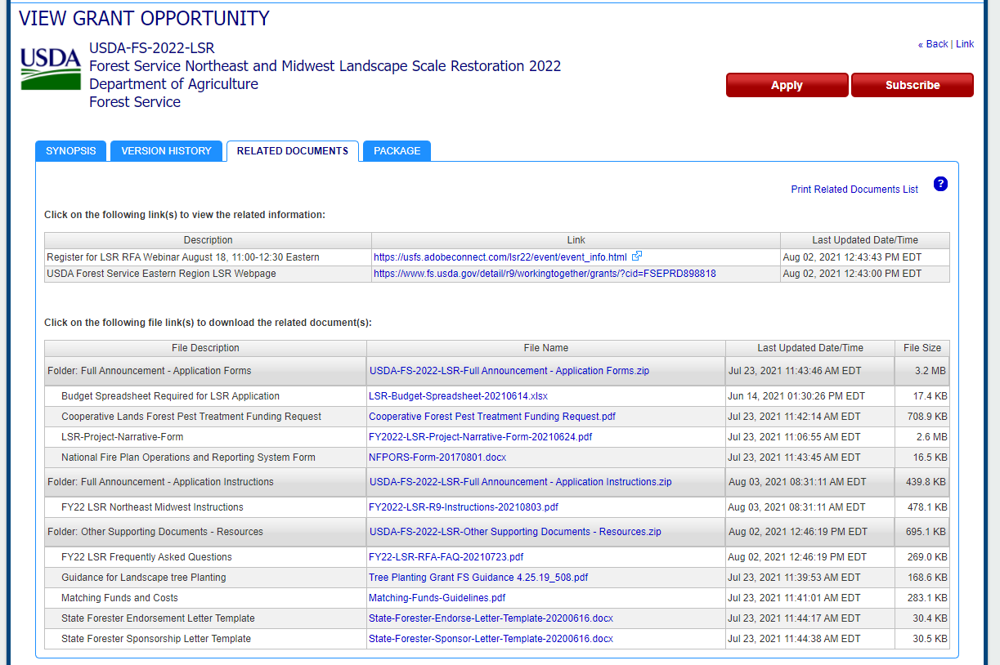 VIEW GRANT OPPORTUNITY
USDA
USDA-FS-2022-LSR
Forest Service Northeast and Midwest Landscape Scale Restoration 2022
Department of Agriculture
Forest Service
« Back | Link
Apply Subscribe
SYNOPSIS VERSION HISTORY RELATED DOCUMENTS PACKAGE
Print Related Documents List ?
Click on the following link(s) to view the related information:
Description Link Last Updated Date/Time
Register for LSR RFA Webinar August 18, 11:00-12:30 Eastern https://usfs.adobeconnect.com/lsr22/event/event_info.html Aug 02, 2021 12:43:43 PM EDT
USDA Forest Service Eastern Region LSR Webpage https://www.fs.usda.gov/detail/r9/workingtogether/grants/?cid=FSEPRD898818 Aug 02, 2021 12:43:00 PM EDT
Click on the following file link(s) to download the related document(s):
File Description File Name Last Updated Date/Time File Size
Folder: Full Announcement - Application Forms USDA-FS-2022-LSR-Full Announcement - Application Forms.zip Jul 23, 2021 11:43:46 AM EDT 3.2 MB
Budget Spreadsheet Required for LSR Application LSR-Budget-Spreadsheet-20210614.xlsx Jun 14, 2021 01:30:26 PM EDT 17.4 KB
Cooperative Lands Forest Pest Treatment Funding Request Cooperative Forest Pest Treatment Funding Request.pdf Jul 23, 2021 11:42:14 AM EDT 708.9 KB
LSR-Project-Narrative-Form FY2022-LSR-Project-Narrative-Form-20210624.pdf Jul 23, 2021 11:06:55 AM EDT 2.6 MB
National Fire Plan Operations and Reporting System Form NFPORS-Form-20170801.docx Jul 23, 2021 11:43:45 AM EDT 16.5 KB
Folder: Full Announcement - Application Instructions USDA-FS-2022-LSR-Full Announcement - Application Instructions.zip Aug 03, 2021 08:31:11 AM EDT 439.8 KB
FY22 LSR Northeast Midwest Instructions FY2022-LSR-R9-Instructions-20210803.pdf Aug 03, 2021 08:31:11 AM EDT 478.1 KB
Folder: Other Supporting Documents - Resources USDA-FS-2022-LSR-Other Supporting Documents - Resources.zip Aug 02, 2021 12:46:19 PM EDT 695.1 KB
FY22 LSR Frequently Asked Questions FY22-LSR-RFA-FAQ-20210723.pdf Aug 02, 2021 12:46:19 PM EDT 269.0 KB
Guidance for Landscape tree Planting Tree Planting Grant FS Guidance 4.25.19_508.pdf Jul 23, 2021 11:39:53 AM EDT 168.6 KB
Matching Funds and Costs Matching-Funds-Guidelines.pdf Jul 23, 2021 11:41:01 AM EDT 283.1 KB
State Forester Endorsement Letter Template State-Forester-Endorse-Letter-Template-20200616.docx Jul 23, 2021 11:44:17 AM EDT 30.4 KB
State Forester Sponsorship Letter Template State-Forester-Sponsor-Letter-Template-20200616.docx Jul 23, 2021 11:44:38 AM EDT 30.5 KB